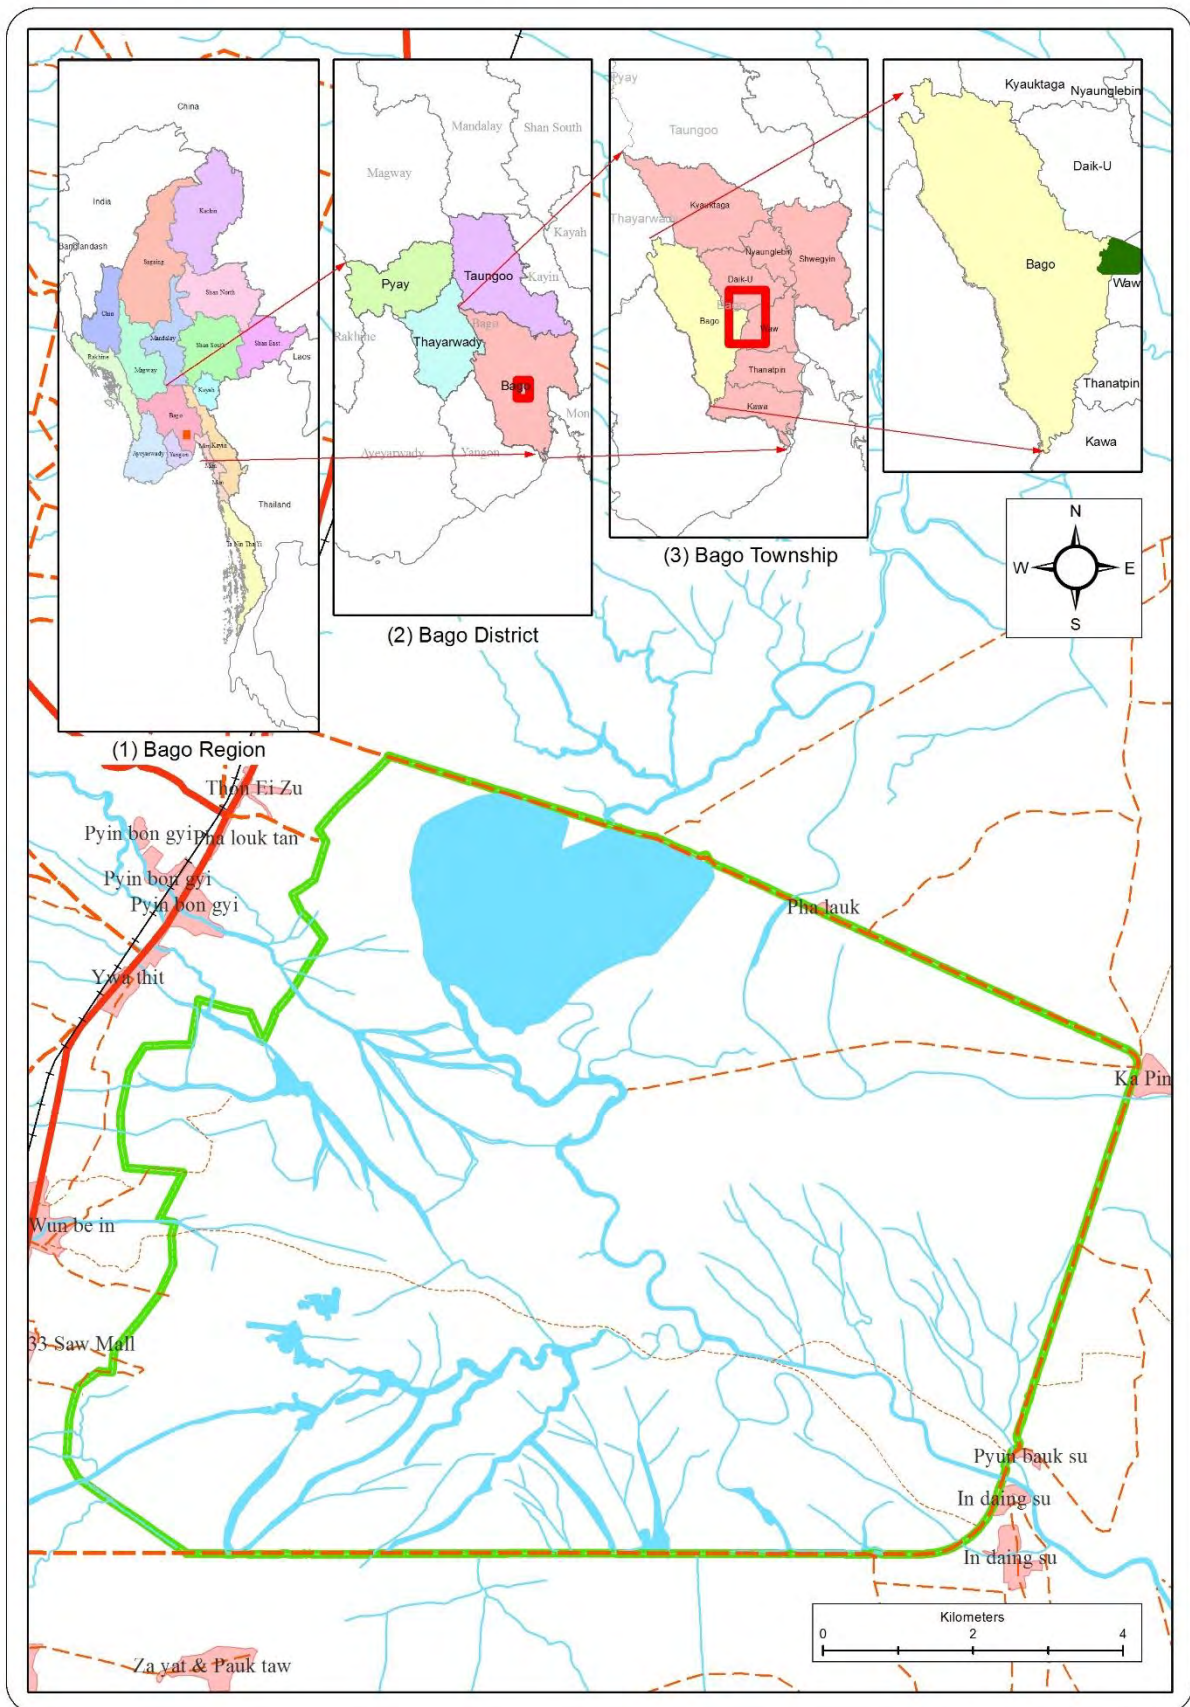 China
India
Banglandash
Kachin
Sagaing
Chin
Shan North
Mandalay
Shan South
Shan East
Rakhine
Magway
Kayah
Laos
Bago
Ayeyarwady
Yangon
Kayin
Mon
Thailand
(1) Bago Region
Mandalay
Shan South
Magway
Kayah
Taungoo
Kayin
Pyay
Bago
Rakhine
Thayarwady
Bago
Mon
Ayeyarwady
Yangon
(2) Bago District
Pyay
Taungoo
Kyauktaga
Thayarwady
Nyaunglebin
Shwegyin
Daik-U
Bago
Bago
Waw
Thanatpin
Kawa
(3) Bago Township
Kyauktaga
Nyaunglebin
Daik-U
Bago
Waw
Thanatpin
Kawa
N
W
E
S
Thon Ei Zu
Pyin bon gyi
Pha louk tan
Pyin bon gyi
Pyin bon gyi
Pha lauk
Ywa thit
Ka Pin
Wun be in
33 Saw Mall
Pyun bauk su
In daing su
In daing su
Za yat & Pauk taw
Kilometers
0
2
4